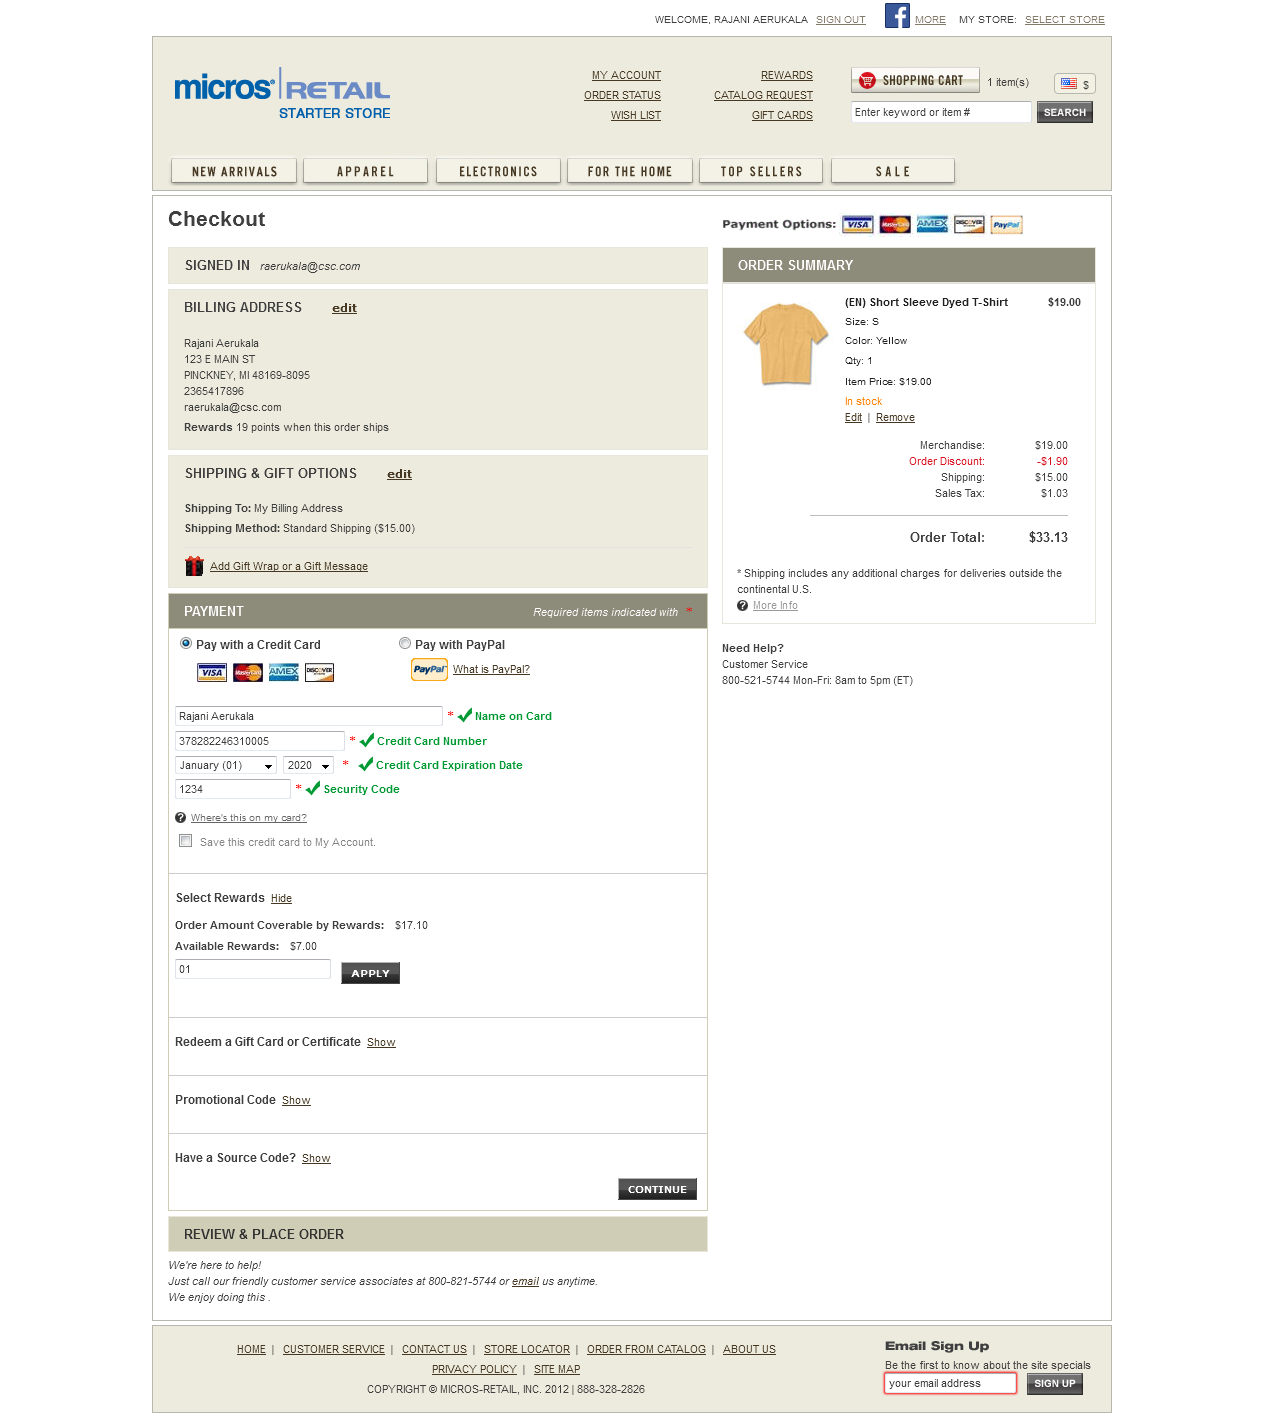 WELCOME, RAJANI AERUKALA SIGN OUT MORE MY STORE: SELECT STORE
micros RETAIL
STARTER STORE
MY ACCOUNT
ORDER STATUS
WISH LIST
REWARDS
CATALOG REQUEST
GIFT CARDS
SHOPPING CART 1 item(s) $
Enter keyword or item # SEARCH
NEW ARRIVALS APPAREL ELECTRONICS FOR THE HOME TOP SELLERS SALE
Checkout
SIGNED IN raerukala@csc.com
BILLING ADDRESS edit
Rajani Aerukala
123 E MAIN ST
PINCKNEY, MI 48169-8095
2365417896
raerukala@csc.com
Rewards 19 points when this order ships
SHIPPING & GIFT OPTIONS edit
Shipping To: My Billing Address
Shipping Method: Standard Shipping ($15.00)
Add Gift Wrap or a Gift Message
PAYMENT Required items indicated with *
Pay with a Credit Card Pay with PayPal
VISA MasterCard AMEX DISCOVER PayPal What is PayPal?
Rajani Aerukala * Name on Card
378282246310005 * Credit Card Number
January (01) 2020 * Credit Card Expiration Date
1234 * Security Code
? Where's this on my card?
Save this credit card to My Account.
Select Rewards Hide
Order Amount Coverable by Rewards: $17.10
Available Rewards: $7.00
01 APPLY
Redeem a Gift Card or Certificate Show
Promotional Code Show
Have a Source Code? Show
CONTINUE
REVIEW & PLACE ORDER
We're here to help!
Just call our friendly customer service associates at 800-821-5744 or email us anytime.
We enjoy doing this .
Payment Options: VISA MasterCard AMEX DISCOVER PayPal
ORDER SUMMARY
(EN) Short Sleeve Dyed T-Shirt $19.00
Size: S
Color: Yellow
Qty: 1
Item Price: $19.00
In stock
Edit | Remove
Merchandise: $19.00
Order Discount: -$1.90
Shipping: $15.00
Sales Tax: $1.03
Order Total: $33.13
* Shipping includes any additional charges for deliveries outside the
continental U.S.
? More Info
Need Help?
Customer Service
800-521-5744 Mon-Fri: 8am to 5pm (ET)
HOME | CUSTOMER SERVICE | CONTACT US | STORE LOCATOR | ORDER FROM CATALOG | ABOUT US
PRIVACY POLICY | SITE MAP
COPYRIGHT © MICROS-RETAIL, INC. 2012 | 888-328-2826
Email Sign Up
Be the first to know about the site specials
your email address SIGN UP